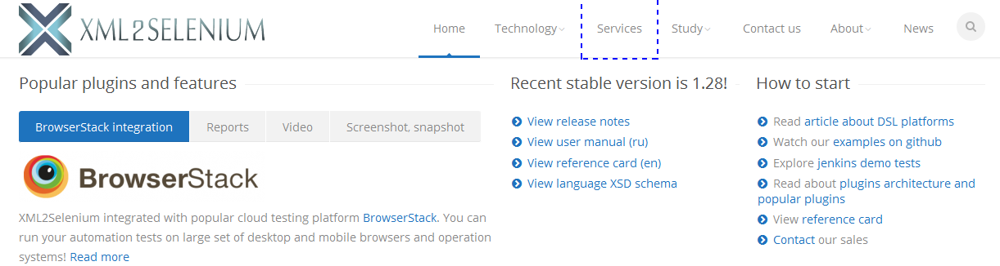 XML2SELENIUM
Home Technology Services Study Contact us About News
Popular plugins and features
BrowserStack integration Reports Video Screenshot, snapshot
BrowserStack
XML2Selenium integrated with popular cloud testing platform BrowserStack. You can
run your automation tests on large set of desktop and mobile browsers and operation
systems! Read more
Recent stable version is 1.28!
View release notes
View user manual (ru)
View reference card (en)
View language XSD schema
How to start
Read article about DSL platforms
Watch our examples on github
Explore jenkins demo tests
Read about plugins architecture and
popular plugins
View reference card
Contact our sales